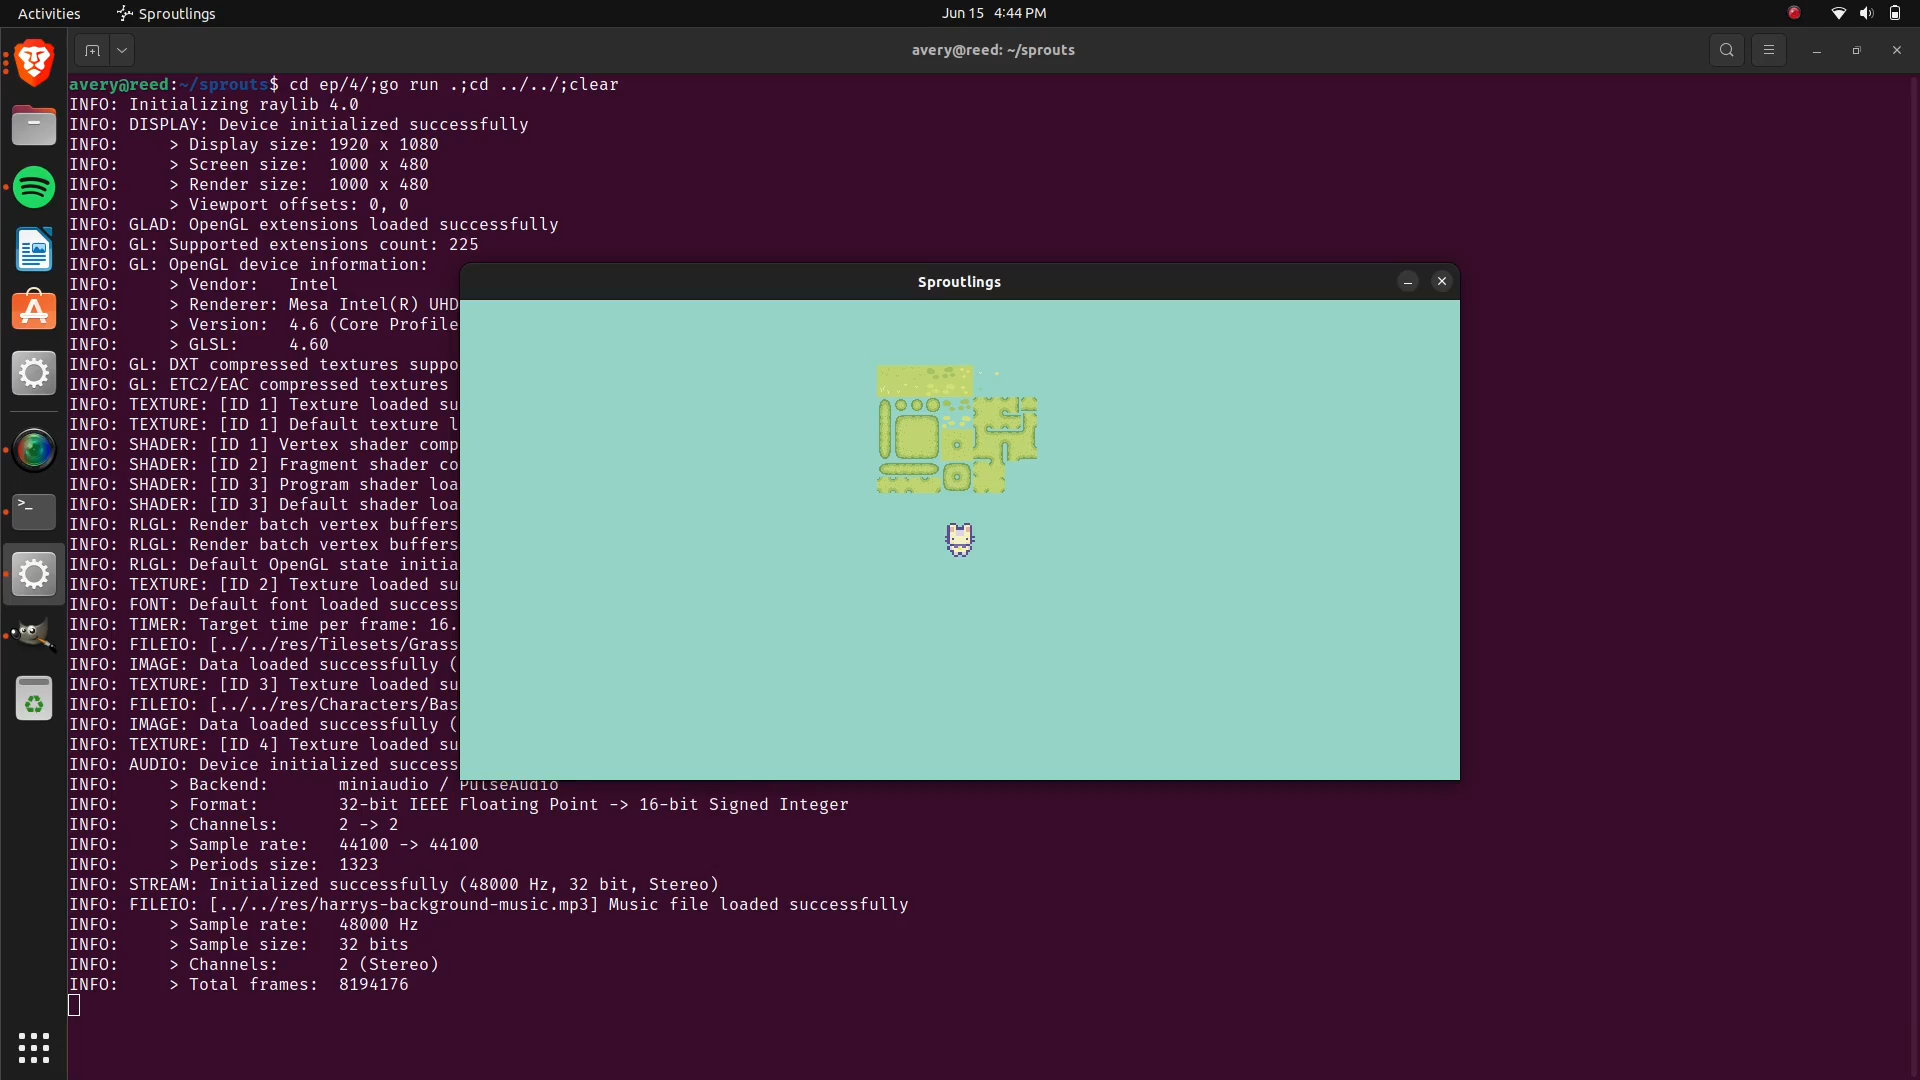 Activities
Sproutlings
Jun 15 4:44 PM
avery@reed: ~/sprouts
avery@reed:~/sprouts$ cd ep/4/;go run .;cd ../../;clear
INFO: Initializing raylib 4.0
INFO: DISPLAY: Device initialized successfully
INFO:     > Display size: 1920 x 1080
INFO:     > Screen size:  1000 x 480
INFO:     > Render size:  1000 x 480
INFO:     > Viewport offsets: 0, 0
INFO: GLAD: OpenGL extensions loaded successfully
INFO: GL: Supported extensions count: 225
INFO: GL: OpenGL device information:
INFO:     > Vendor:   Intel
INFO:     > Renderer: Mesa Intel(R) UHD
INFO:     > Version:  4.6 (Core Profile
INFO:     > GLSL:     4.60
INFO: GL: DXT compressed textures suppo
INFO: GL: ETC2/EAC compressed textures
INFO: TEXTURE: [ID 1] Texture loaded su
INFO: TEXTURE: [ID 1] Default texture l
INFO: SHADER: [ID 1] Vertex shader comp
INFO: SHADER: [ID 2] Fragment shader co
INFO: SHADER: [ID 3] Program shader loa
INFO: SHADER: [ID 3] Default shader loa
INFO: RLGL: Render batch vertex buffers
INFO: RLGL: Render batch vertex buffers
INFO: RLGL: Default OpenGL state initia
INFO: TEXTURE: [ID 2] Texture loaded su
INFO: FONT: Default font loaded success
INFO: TIMER: Target time per frame: 16.
INFO: FILEIO: [../../res/Tilesets/Grass
INFO: IMAGE: Data loaded successfully (
INFO: TEXTURE: [ID 3] Texture loaded su
INFO: FILEIO: [../../res/Characters/Bas
INFO: IMAGE: Data loaded successfully (
INFO: TEXTURE: [ID 4] Texture loaded su
INFO: AUDIO: Device initialized success
INFO:     > Backend:       miniaudio / PulseAudio
INFO:     > Format:        32-bit IEEE Floating Point -> 16-bit Signed Integer
INFO:     > Channels:      2 -> 2
INFO:     > Sample rate:   44100 -> 44100
INFO:     > Periods size:  1323
INFO: STREAM: Initialized successfully (48000 Hz, 32 bit, Stereo)
INFO: FILEIO: [../../res/harrys-background-music.mp3] Music file loaded successfully
INFO:     > Sample rate:   48000 Hz
INFO:     > Sample size:   32 bits
INFO:     > Channels:      2 (Stereo)
INFO:     > Total frames:  8194176
Sproutlings